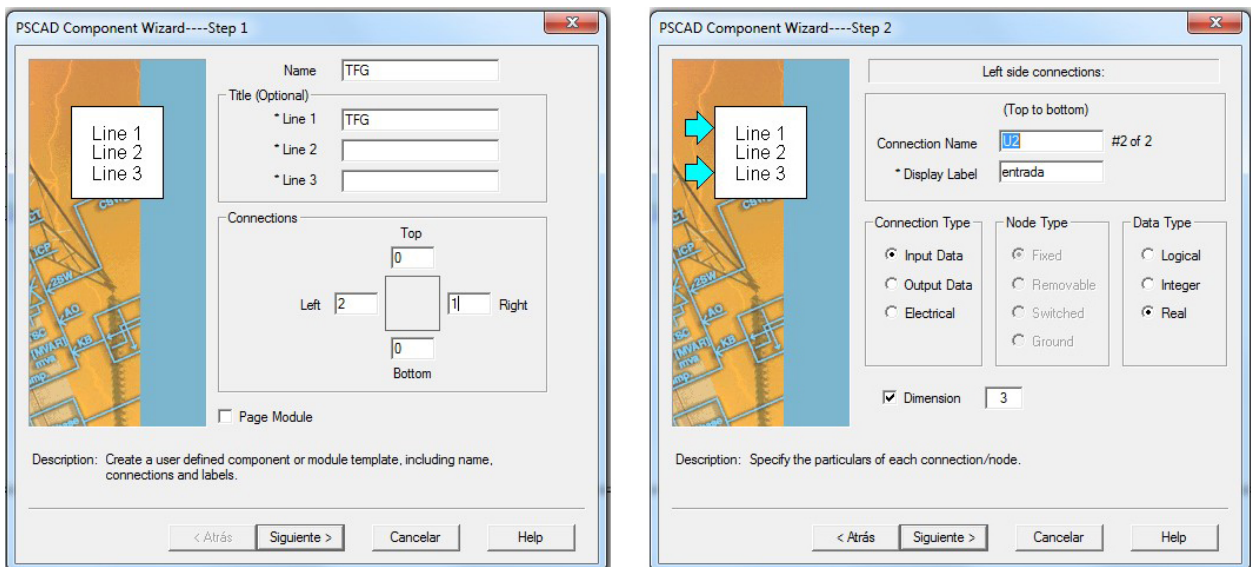 PSCAD Component Wizard----Step 1
Line 1
Line 2
Line 3
Name TFG
Title (Optional)
* Line 1 TFG
* Line 2
* Line 3
Connections
Top
0
Left 2 1 Right
0
Bottom
Page Module
Description: Create a user defined component or module template, including name,
connections and labels.
< Atrás Siguiente > Cancelar Help
PSCAD Component Wizard----Step 2
Line 1
Line 2
Line 3
Left side connections:
(Top to bottom)
Connection Name U2 #2 of 2
* Display Label entrada
Connection Type Node Type Data Type
Input Data Fixed Logical
Output Data Removable Integer
Electrical Switched Real
Ground
Dimension 3
Description: Specify the particulars of each connection/node.
< Atrás Siguiente > Cancelar Help